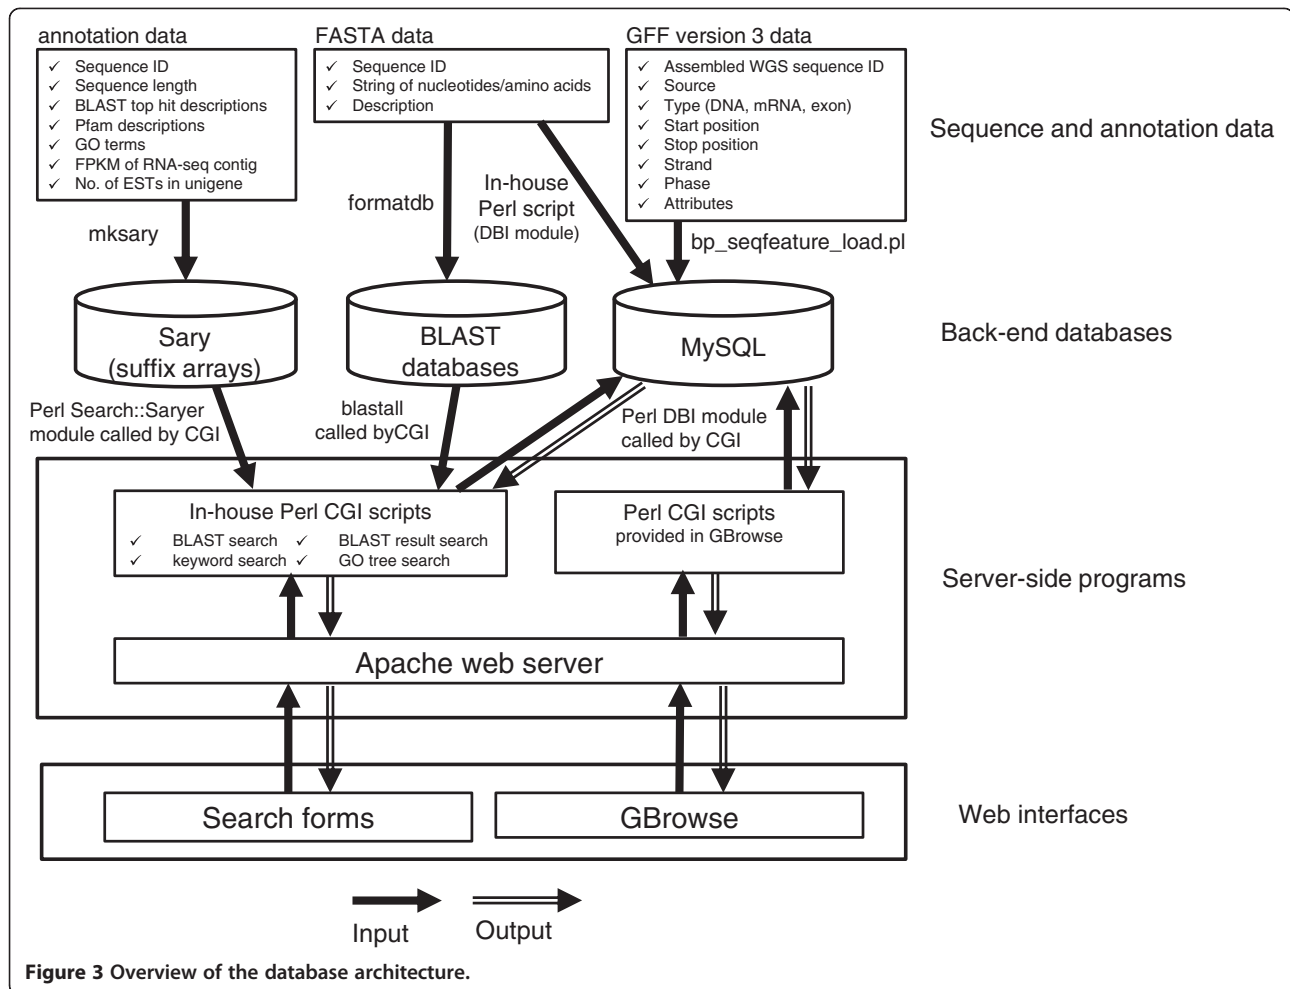 annotation data
✓ Sequence ID
✓ Sequence length
✓ BLAST top hit descriptions
✓ Pfam descriptions
✓ GO terms
✓ FPKM of RNA-seq contig
✓ No. of ESTs in unigene
FASTA data
✓ Sequence ID
✓ String of nucleotides/amino acids
✓ Description
GFF version 3 data
✓ Assembled WGS sequence ID
✓ Source
✓ Type (DNA, mRNA, exon)
✓ Start position
✓ Stop position
✓ Strand
✓ Phase
✓ Attributes
Sequence and annotation data
mksary
formatdb
In-house
Perl script
(DBI module)
bp_seqfeature_load.pl
Sary
(suffix arrays)
BLAST
databases
MySQL
Back-end databases
Perl Search::Saryer
module called by CGI
blastall
called byCGI
Perl DBI module
called by CGI
In-house Perl CGI scripts
✓ BLAST search ✓ BLAST result search
✓ keyword search ✓ GO tree search
Perl CGI scripts
provided in GBrowse
Server-side programs
Apache web server
Search forms
GBrowse
Web interfaces
Input
Output
Figure 3 Overview of the database architecture.